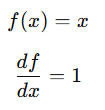 f(x) = x
df/dx = 1